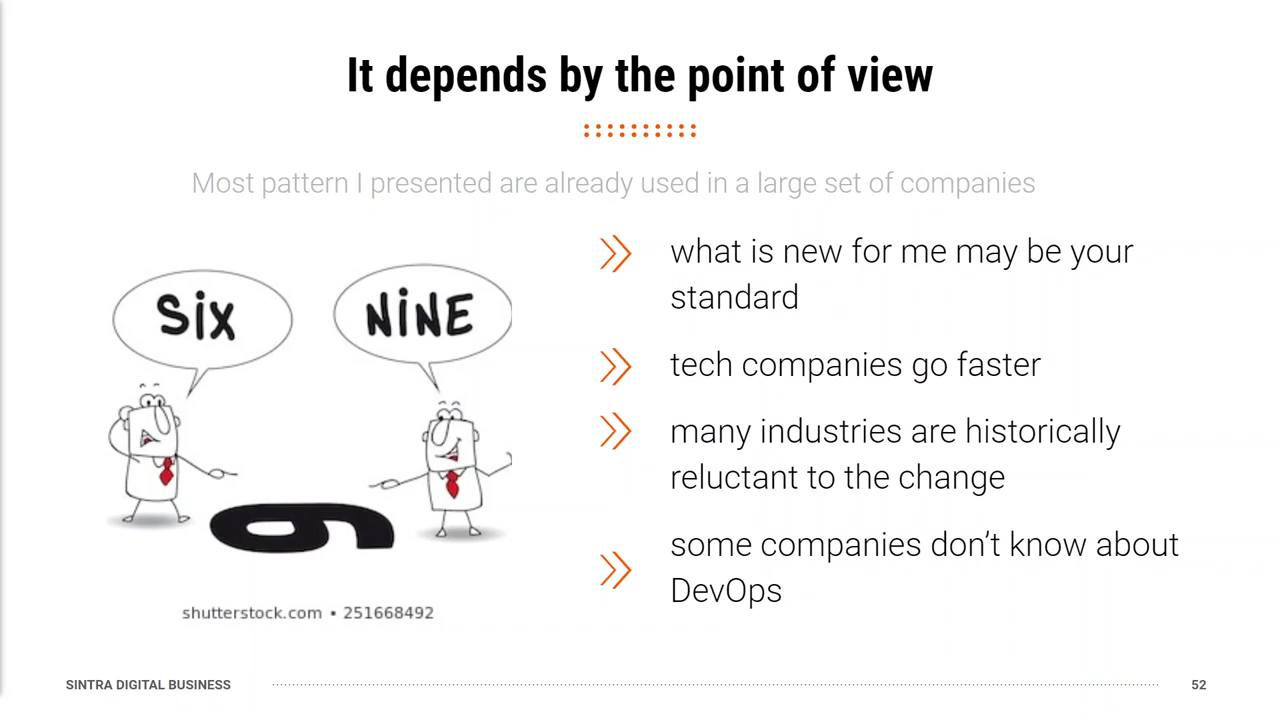 It depends by the point of view
Most pattern I presented are already used in a large set of companies
SiX
NiNE
6
shutterstock.com • 251668492
what is new for me may be your
standard
tech companies go faster
many industries are historically
reluctant to the change
some companies don’t know about
DevOps
SINTRA DIGITAL BUSINESS
52